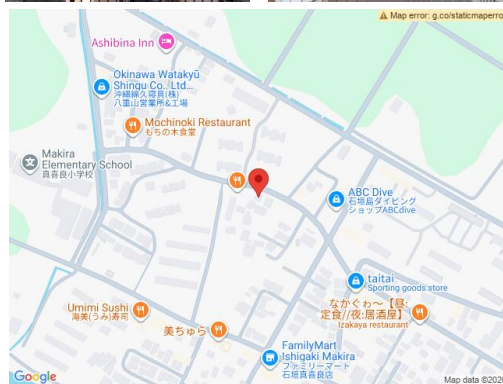 Map error: g.co/staticmaperro
Ashibina Inn
Okinawa Watakyū
Shingu Co., Ltd...
沖縄綿久寝具(株)
八重山営業所&工場
Mochinoki Restaurant
もちの木食堂
Makira
Elementary School
真喜良小学校
ABC Dive
石垣島ダイビング
ショップABCdive
taitai
Sporting goods store
なかぐゎ〜【昼:
定食//夜:居酒屋】
Izakaya restaurant
Umimi Sushi
海美(うみ)寿司
美ちゅら
FamilyMart
Ishigaki Makira
ファミリーマート
石垣真喜良店
Google
Map data ©2026